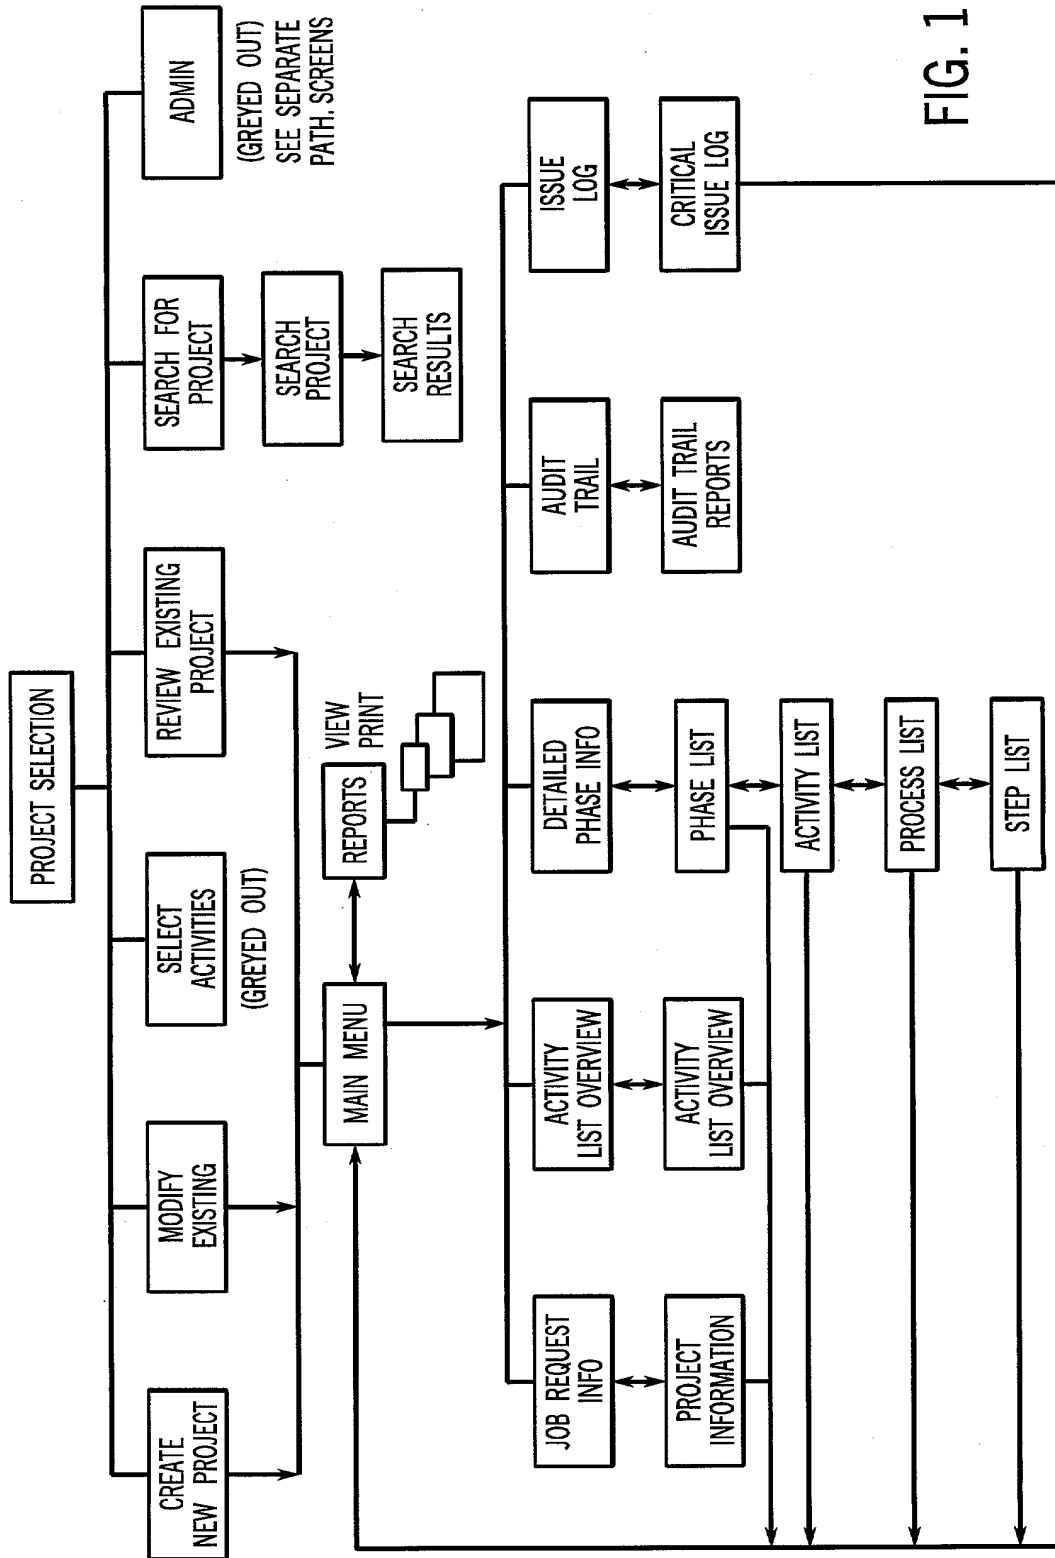 PROJECT SELECTION
CREATE
NEW PROJECT
MODIFY
EXISTING
SELECT
ACTIVITIES
(GREYED OUT)
REVIEW EXISTING
PROJECT
SEARCH FOR
PROJECT
SEARCH
PROJECT
SEARCH
RESULTS
ADMIN
(GREYED OUT)
SEE SEPARATE
PATH. SCREENS
MAIN MENU
REPORTS
VIEW
PRINT
JOB REQUEST
INFO
PROJECT
INFORMATION
ACTIVITY
LIST OVERVIEW
ACTIVITY
LIST OVERVIEW
DETAILED
PHASE INFO
PHASE LIST
ACTIVITY LIST
PROCESS LIST
STEP LIST
AUDIT
TRAIL
AUDIT TRAIL
REPORTS
ISSUE
LOG
CRITICAL
ISSUE LOG
FIG. 1